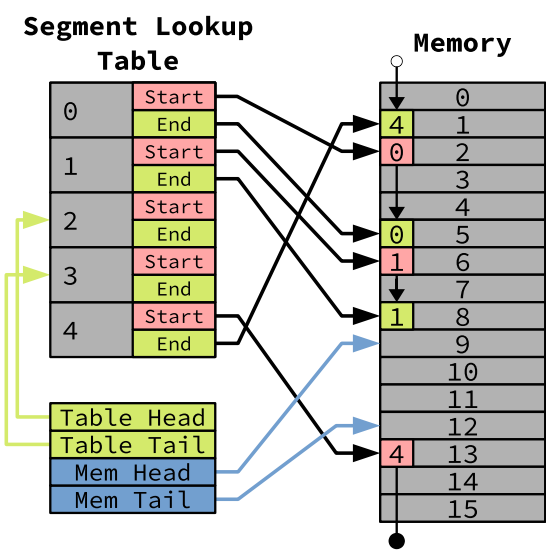 Segment Lookup
Table
0
Start
End
1
Start
End
2
Start
End
3
Start
End
4
Start
End
Table Head
Table Tail
Mem Head
Mem Tail
Memory
0
4 1
0 2
3
4
0 5
1 6
7
1 8
9
10
11
12
4 13
14
15